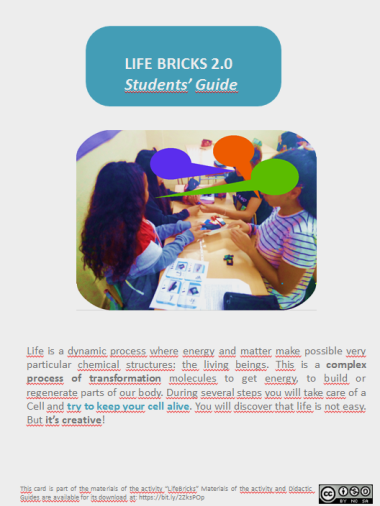 LIFE BRICKS 2.0
Students' Guide
Life is a dynamic process where energy and matter make possible very
particular chemical structures: the living beings. This is a complex
process of transformation molecules to get energy, to build or
regenerate parts of our body. During several steps you will take care of a
Cell and try to keep your cell alive. You will discover that life is not easy.
But it's creative!
This card is part of the materials of the activity "LifeBricks" Materials of the activity and Didactic
Guides are available for its download at: https://bit.ly/2ZksPOp
CC BY NC SA